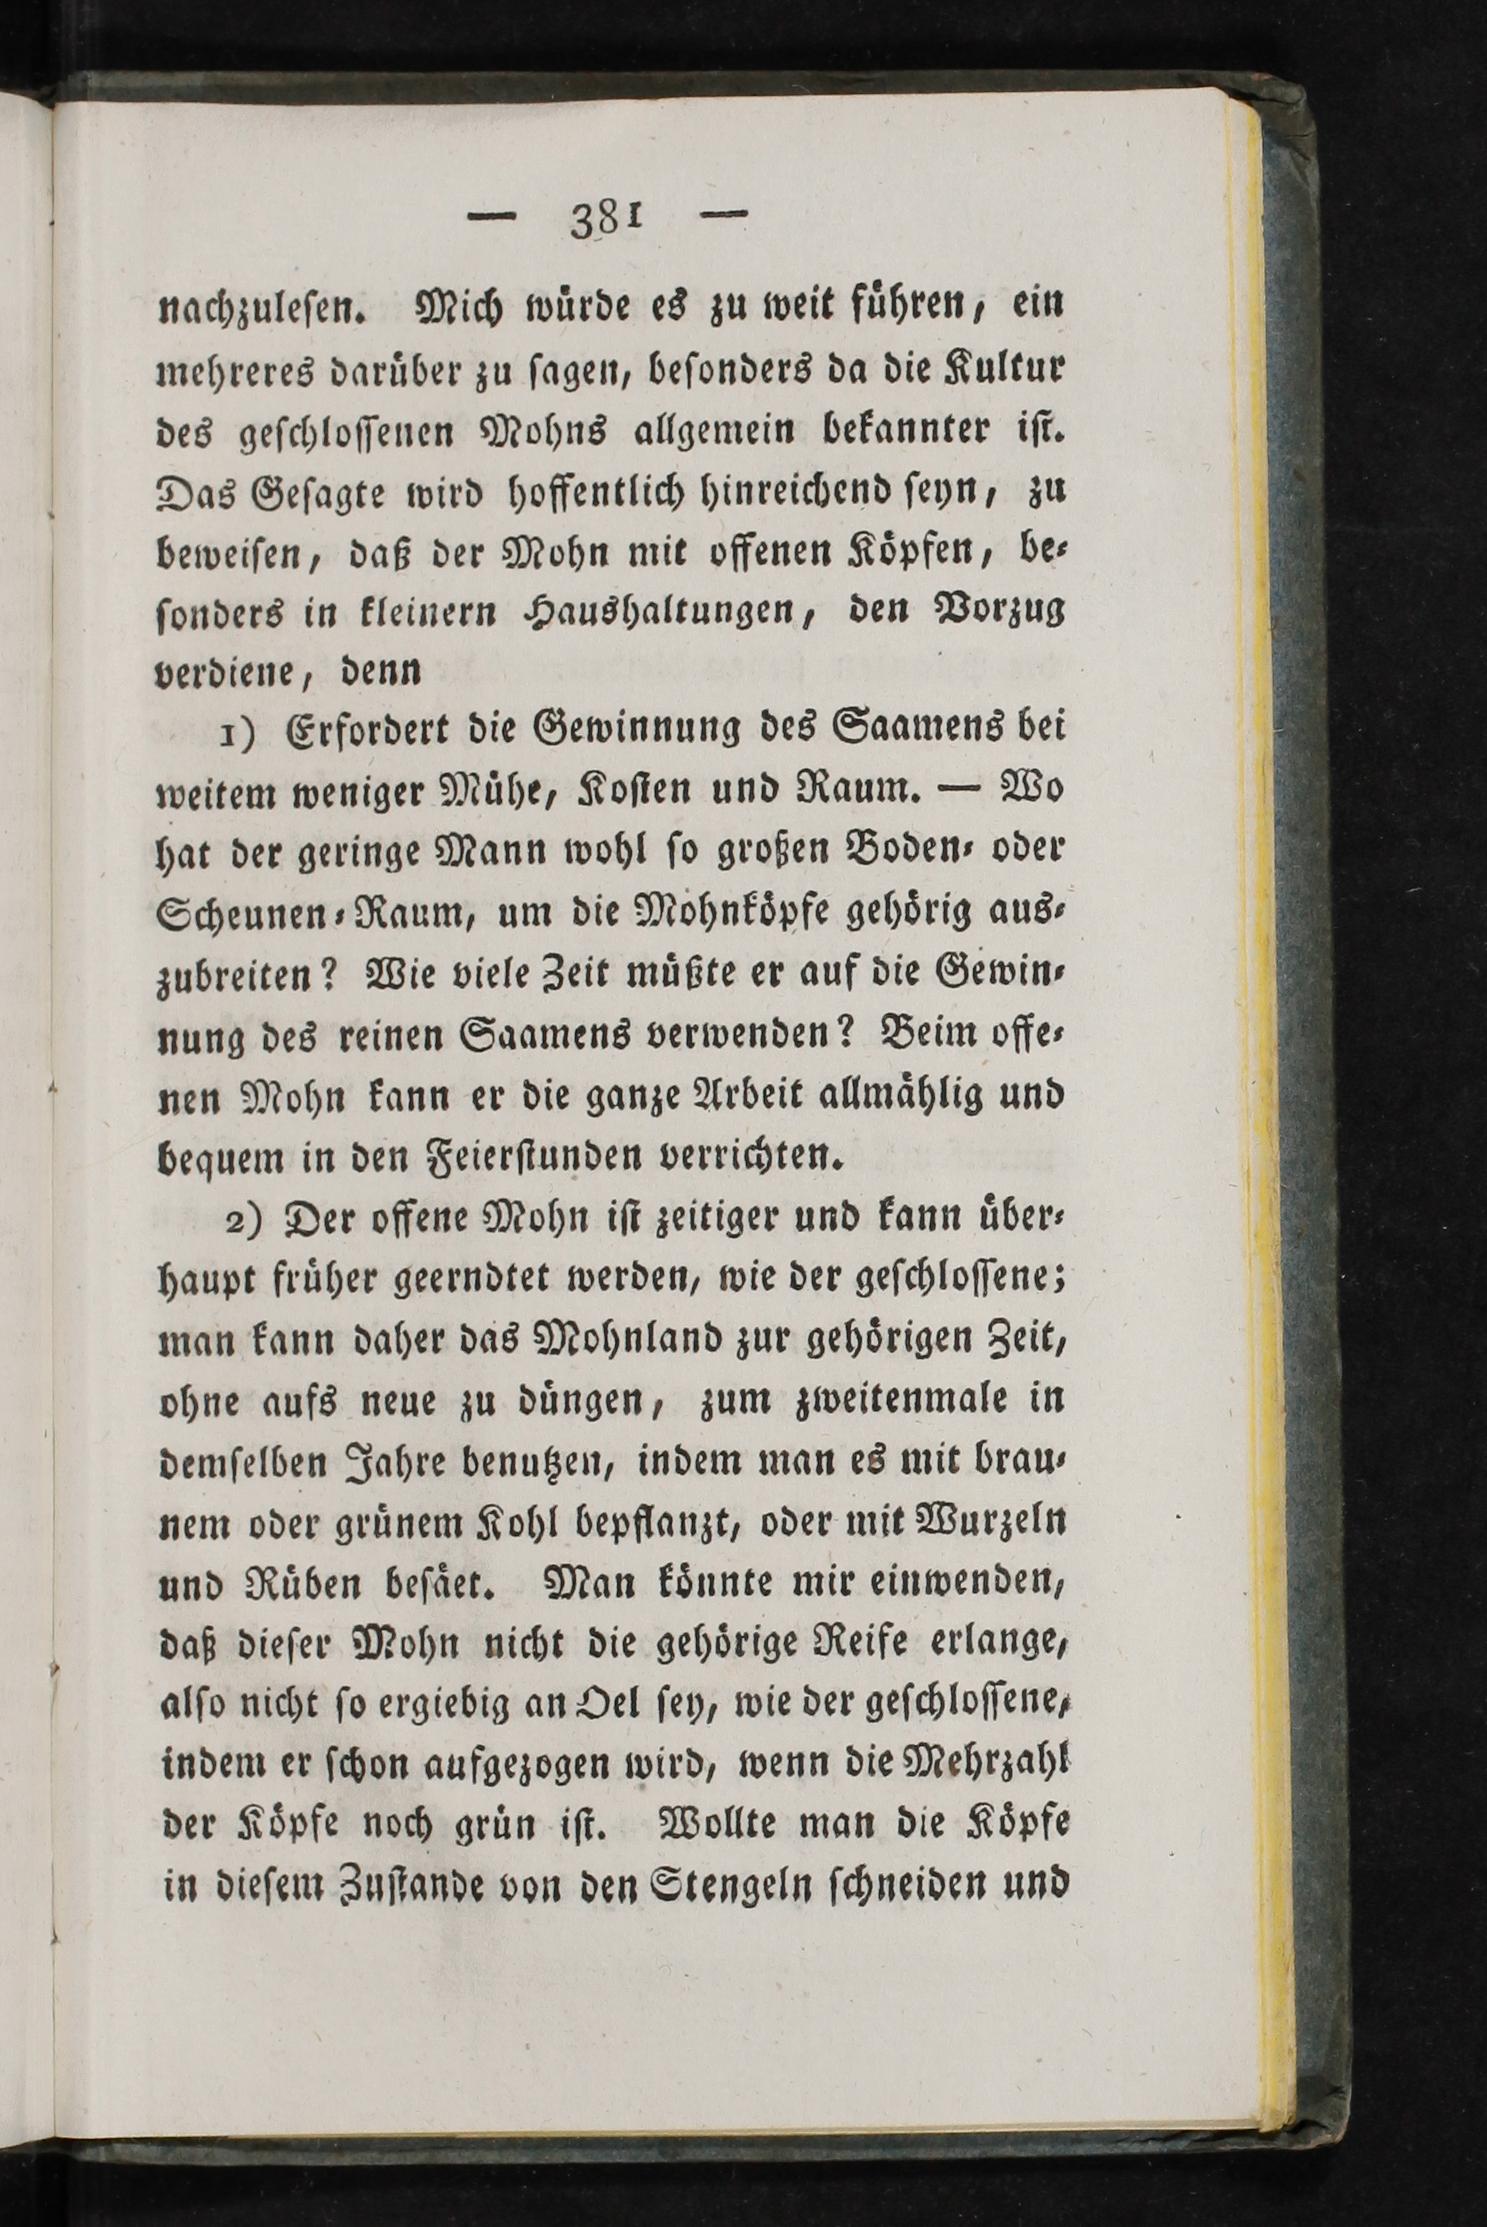 — 381 —
nachzuleſen. Mich würde es zu weit führen, ein
mehreres darüber zu ſagen, beſonders da die Kultur
des geſchloſſenen Mohns allgemein bekannter iſt.
Das Geſagte wird hoffentlich hinreichend ſeyn, zu
beweiſen, daß der Mohn mit offenen Köpfen, be⸗
ſonders in kleinern Haushaltungen, den Vorzug
verdiene, denn
1) Erfordert die Gewinnung des Saamens bei
weitem weniger Mühe, Koſten und Raum. — Wo
hat der geringe Mann wohl ſo großen Boden⸗ oder
Scheunen⸗Raum, um die Mohnköpfe gehörig aus⸗
zubreiten? Wie viele Zeit müßte er auf die Gewin⸗
nung des reinen Saamens verwenden? Beim offe⸗
nen Mohn kann er die ganze Arbeit allmählig und
bequem in den Feierſtunden verrichten.
2) Der offene Mohn iſt zeitiger und kann über⸗
haupt früher geerndtet werden, wie der geſchloſſene;
man kann daher das Mohnland zur gehörigen Zeit,
ohne aufs neue zu düngen, zum zweitenmale in
demſelben Jahre benutzen, indem man es mit brau⸗
nem oder grünem Kohl bepflanzt, oder mit Wurzeln
und Rüben beſäet. Man könnte mir einwenden,
daß dieſer Mohn nicht die gehörige Reife erlange,
alſo nicht ſo ergiebig an Oel ſey, wie der geſchloſſene,
indem er ſchon aufgezogen wird, wenn die Mehrzahl
der Köpfe noch grün iſt. Wollte man die Köpfe
in dieſem Zuſtande von den Stengeln ſchneiden und